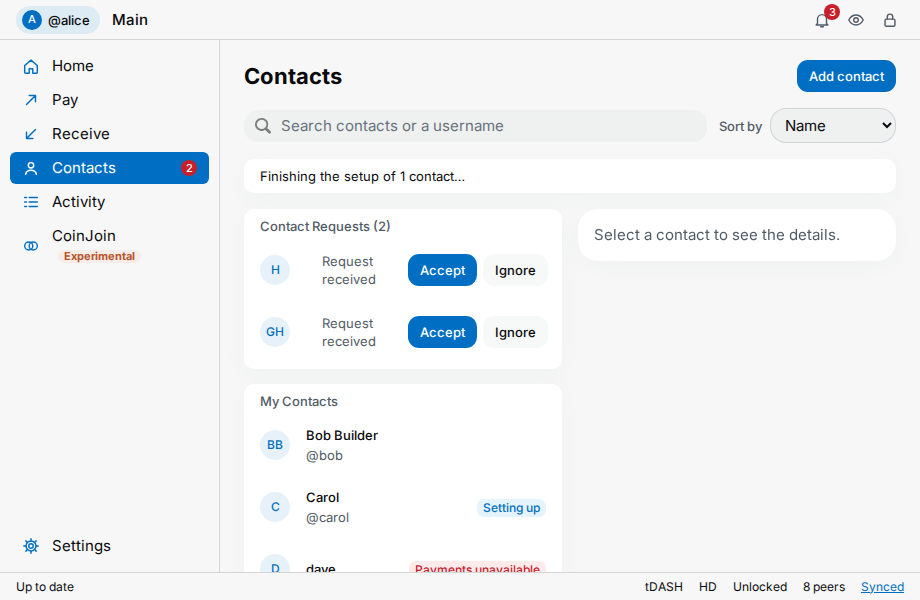 A @alice Main 3
Home
Pay
Receive
Contacts 2
Activity
CoinJoin
Experimental
Settings
Contacts
Add contact
Search contacts or a username
Sort by Name
Finishing the setup of 1 contact...
Contact Requests (2)
H Request received Accept Ignore
GH Request received Accept Ignore
My Contacts
BB Bob Builder
@bob
C Carol
@carol
Setting up
D dave Payments unavailable
Select a contact to see the details.
Up to date
tDASH HD Unlocked 8 peers Synced